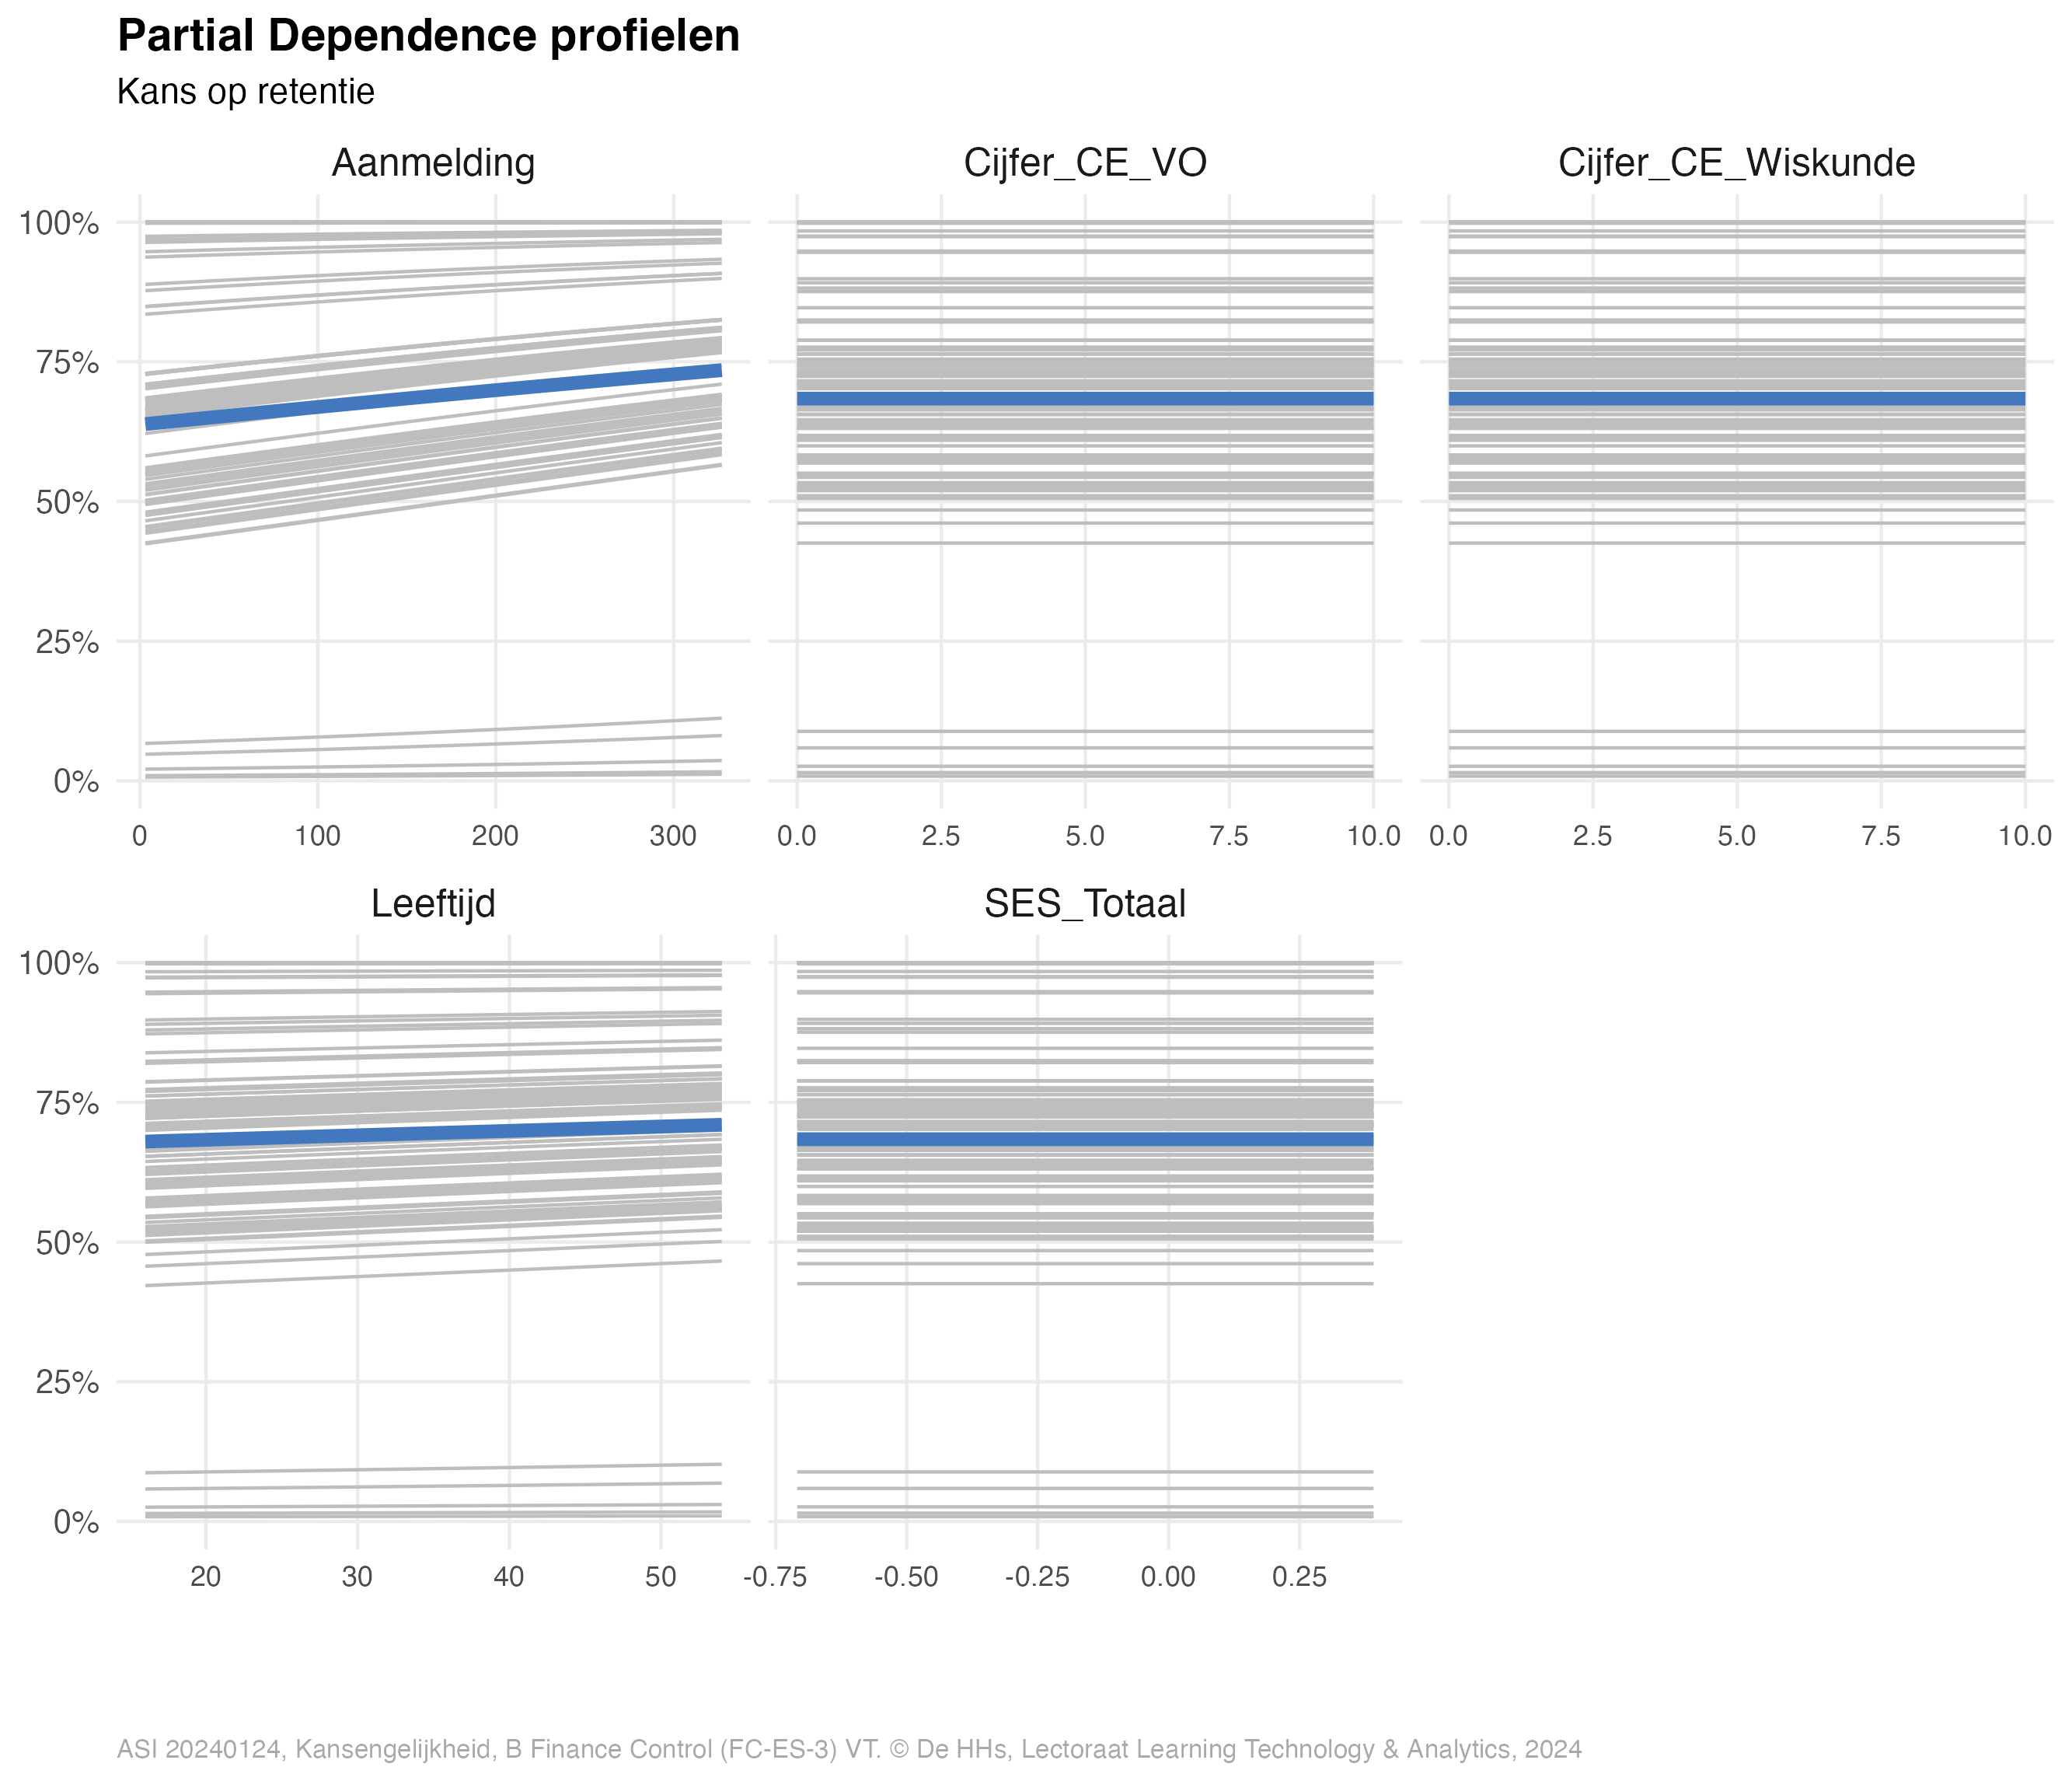 Partial Dependence profielen
Kans op retentie
Aanmelding
Cijfer_CE_VO
Cijfer_CE_Wiskunde
100%
75%
50%
25%
0%
0 100 200 300
0.0 2.5 5.0 7.5 10.0
0.0 2.5 5.0 7.5 10.0
Leeftijd
SES_Totaal
100%
75%
50%
25%
0%
20 30 40 50
-0.75 -0.50 -0.25 0.00 0.25
ASI 20240124, Kansengelijkheid, B Finance Control (FC-ES-3) VT. © De HHs, Lectoraat Learning Technology & Analytics, 2024